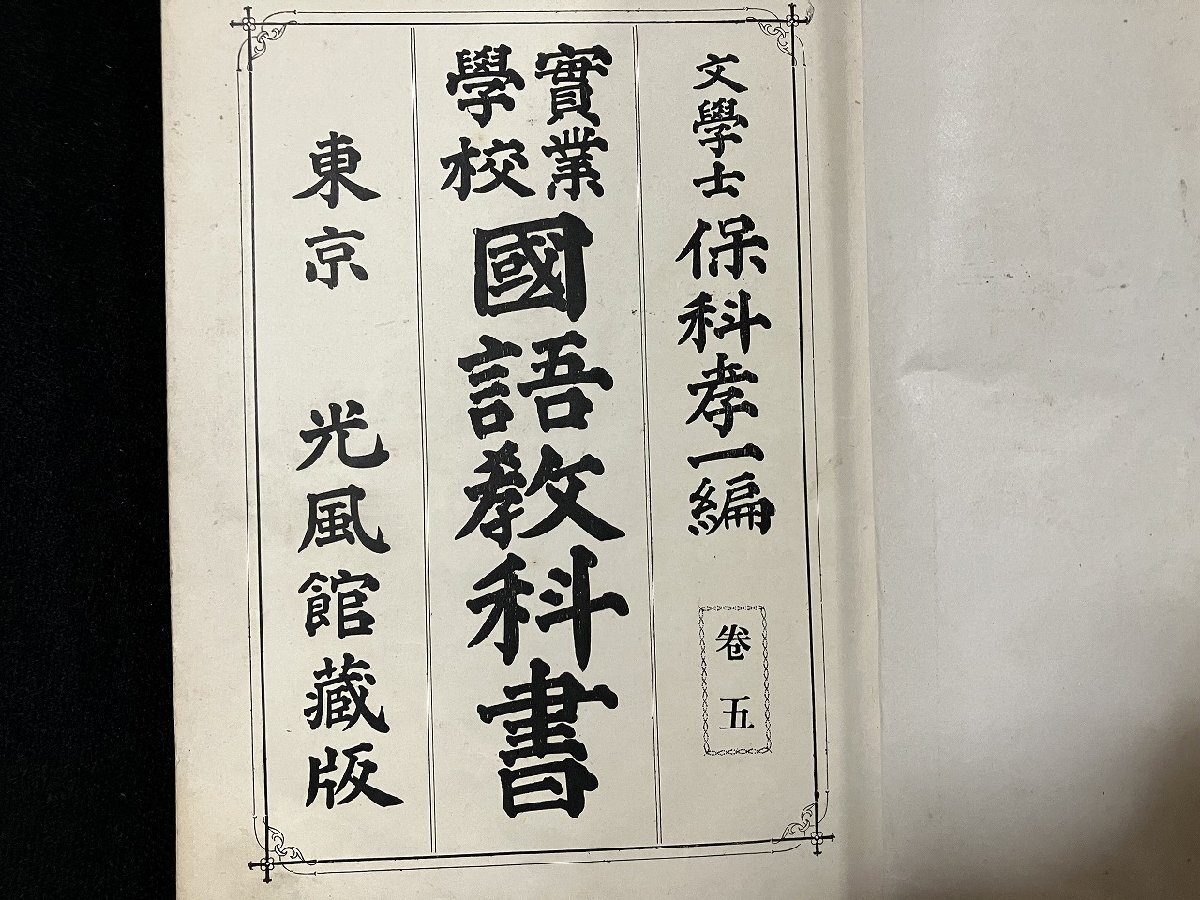 文學士 保科孝一編
卷五
實業
學校
國語教科書
東京 光風館藏版